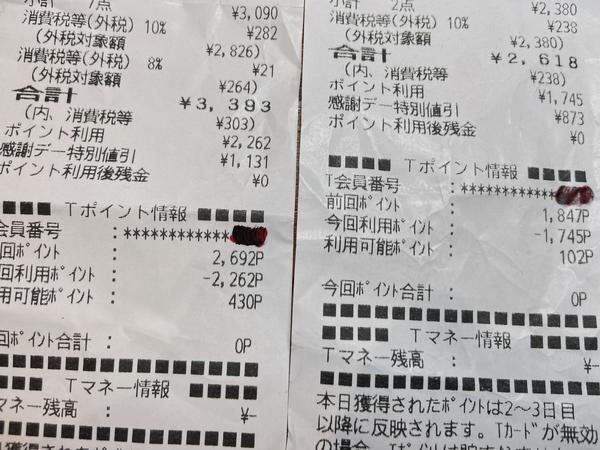 小計 7点 ¥3,090
消費税等(外税) 10% ¥282
(外税対象額 ¥2,826)
消費税等(外税) 8% ¥21
(外税対象額 ¥264)
合計 ¥3,393
(内、消費税等 ¥303)
ポイント利用 ¥2,262
感謝デー特別値引 ¥1,131
ポイント利用後残金 ¥0
■■■ Tポイント情報 ■■■■
会員番号 : ************
回ポイント : 2,692P
回利用ポイント : -2,262P
用可能ポイント : 430P
回ポイント合計 : 0P
■■■■■■■■■■■■■■■
■■■ Tマネー情報 ■■■■
マネー残高 : ¥-
■■■■■■■■■■■■■■■
小計 2点 ¥2,380
消費税等(外税) 10% ¥238
(外税対象額 ¥2,380)
合計 ¥2,618
(内、消費税等 ¥238)
ポイント利用 ¥1,745
感謝デー特別値引 ¥873
ポイント利用後残金 ¥0
■■■■ Tポイント情報 ■■■■
T会員番号 : ************
前回ポイント : 1,847P
今回利用ポイント : -1,745P
利用可能ポイント : 102P
今回ポイント合計 : 0P
■■■■■■■■■■■■■■■■
■■■■ Tマネー情報 ■■■■
Tマネー残高 : ¥-
■■■■■■■■■■■■■■■■
本日獲得されたポイントは2〜3日目
以降に反映されます。Tカードが無効
の場合、Tポイントは